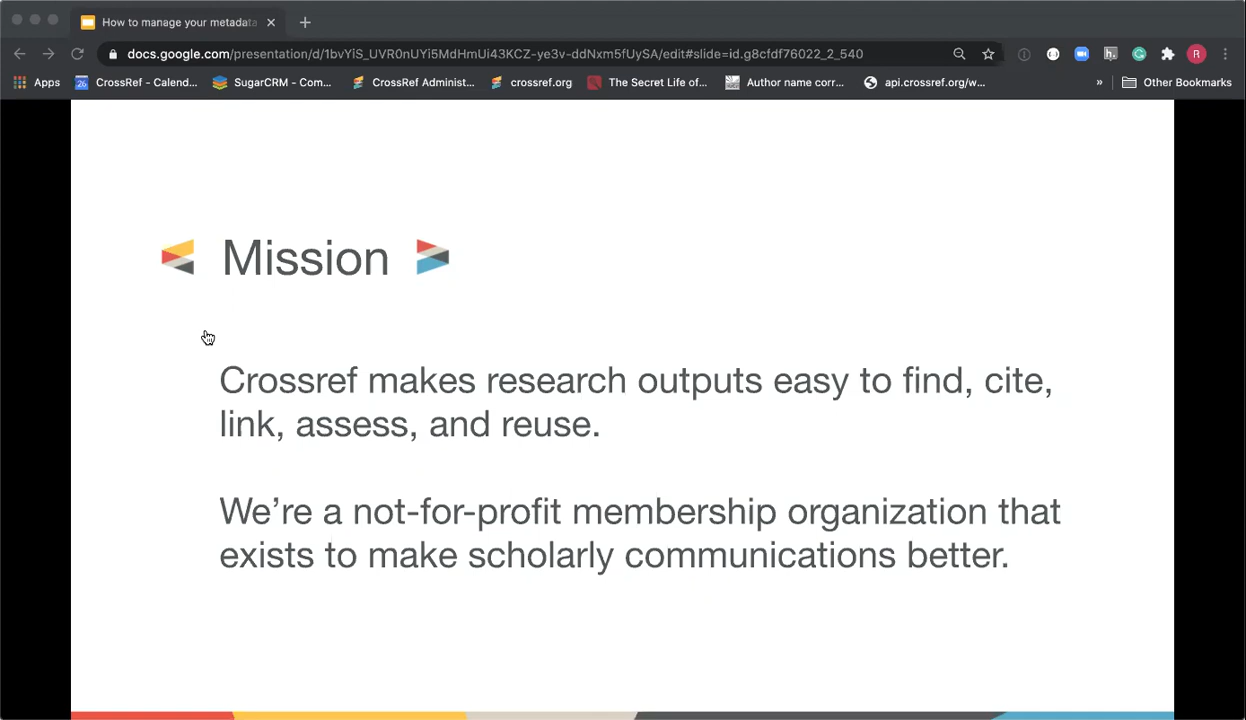 How to manage your metadata
docs.google.com/presentation/d/1bvYiS_UVR0nUYi5MdHmUi43KCZ-ye3v-ddNxm5fUySA/edit#slide=id.g8cfdf76022_2_540
R
Apps
26
CrossRef - Calend...
SugarCRM – Com...
CrossRef Administ...
crossref.org
The Secret Life of...
Author name corr...
api.crossref.org/w...
»
Other Bookmarks
Mission
Crossref makes research outputs easy to find, cite,
link, assess, and reuse.
We’re a not-for-profit membership organization that
exists to make scholarly communications better.